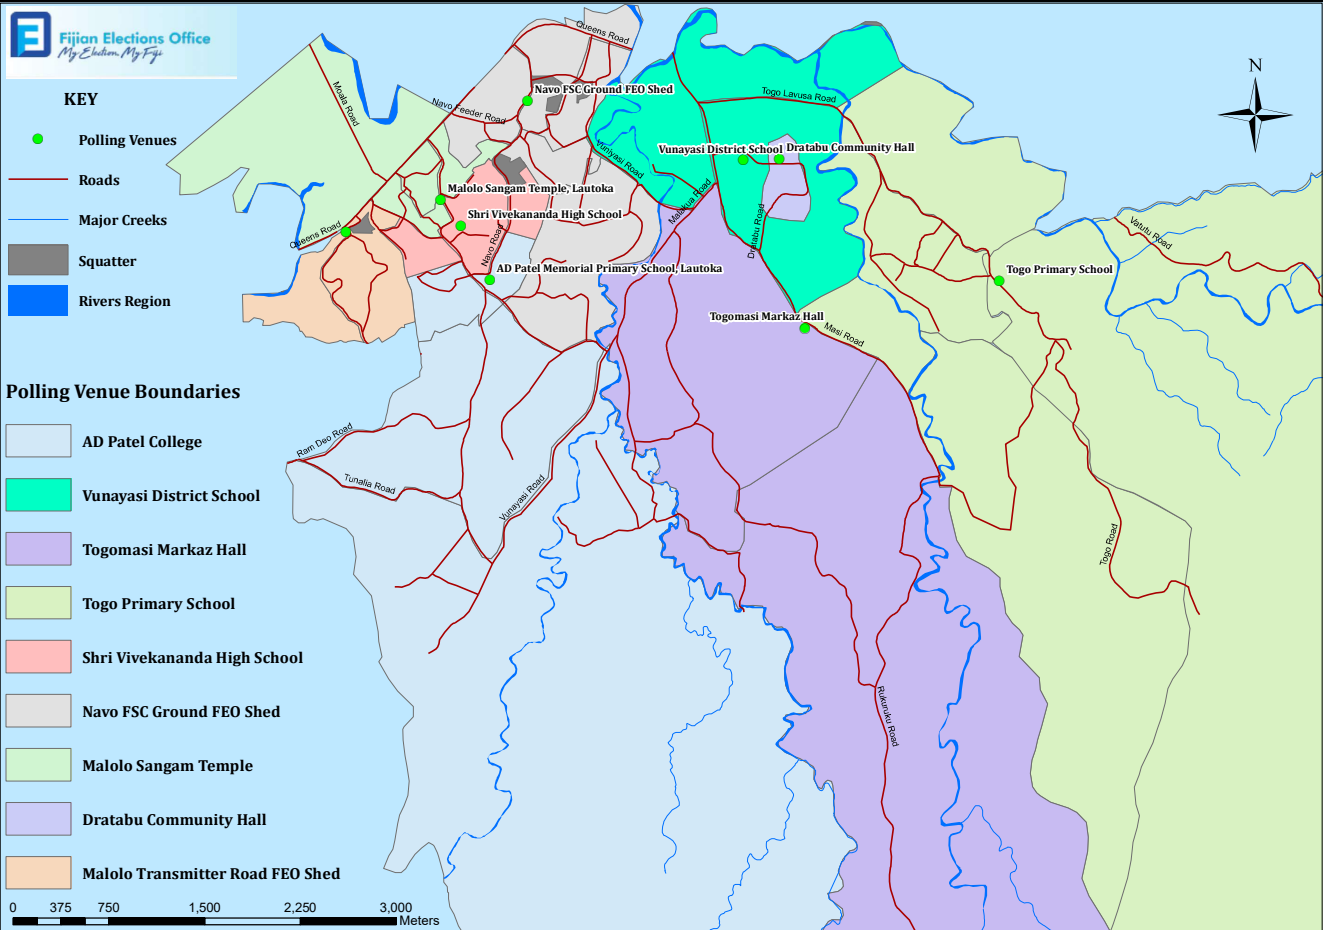 Fijian Elections Office
My Election, My Fiji
KEY
Polling Venues
Roads
Major Creeks
Squatter
Rivers Region
Polling Venue Boundaries
AD Patel College
Vunayasi District School
Togomasi Markaz Hall
Togo Primary School
Shri Vivekananda High School
Navo FSC Ground FEO Shed
Malolo Sangam Temple
Dratabu Community Hall
Malolo Transmitter Road FEO Shed
0 375 750 1,500 2,250 3,000
Meters
N
Queens Road
Moala Road
Navo Feeder Road
Navo FSC Ground FEO Shed
Togo Lavusa Road
Vuniyasi Road
Vunayasi District School
Dratabu Community Hall
Malolo Sangam Temple, Lautoka
Malakua Road
Shri Vivekananda High School
Queens Road
Navo Road
Dratabu Road
Vatutu Road
AD Patel Memorial Primary School, Lautoka
Togo Primary School
Togomasi Markaz Hall
Masi Road
Ram Deo Road
Tunalia Road
Vunayasi Road
Togo Road
Rukuruku Road